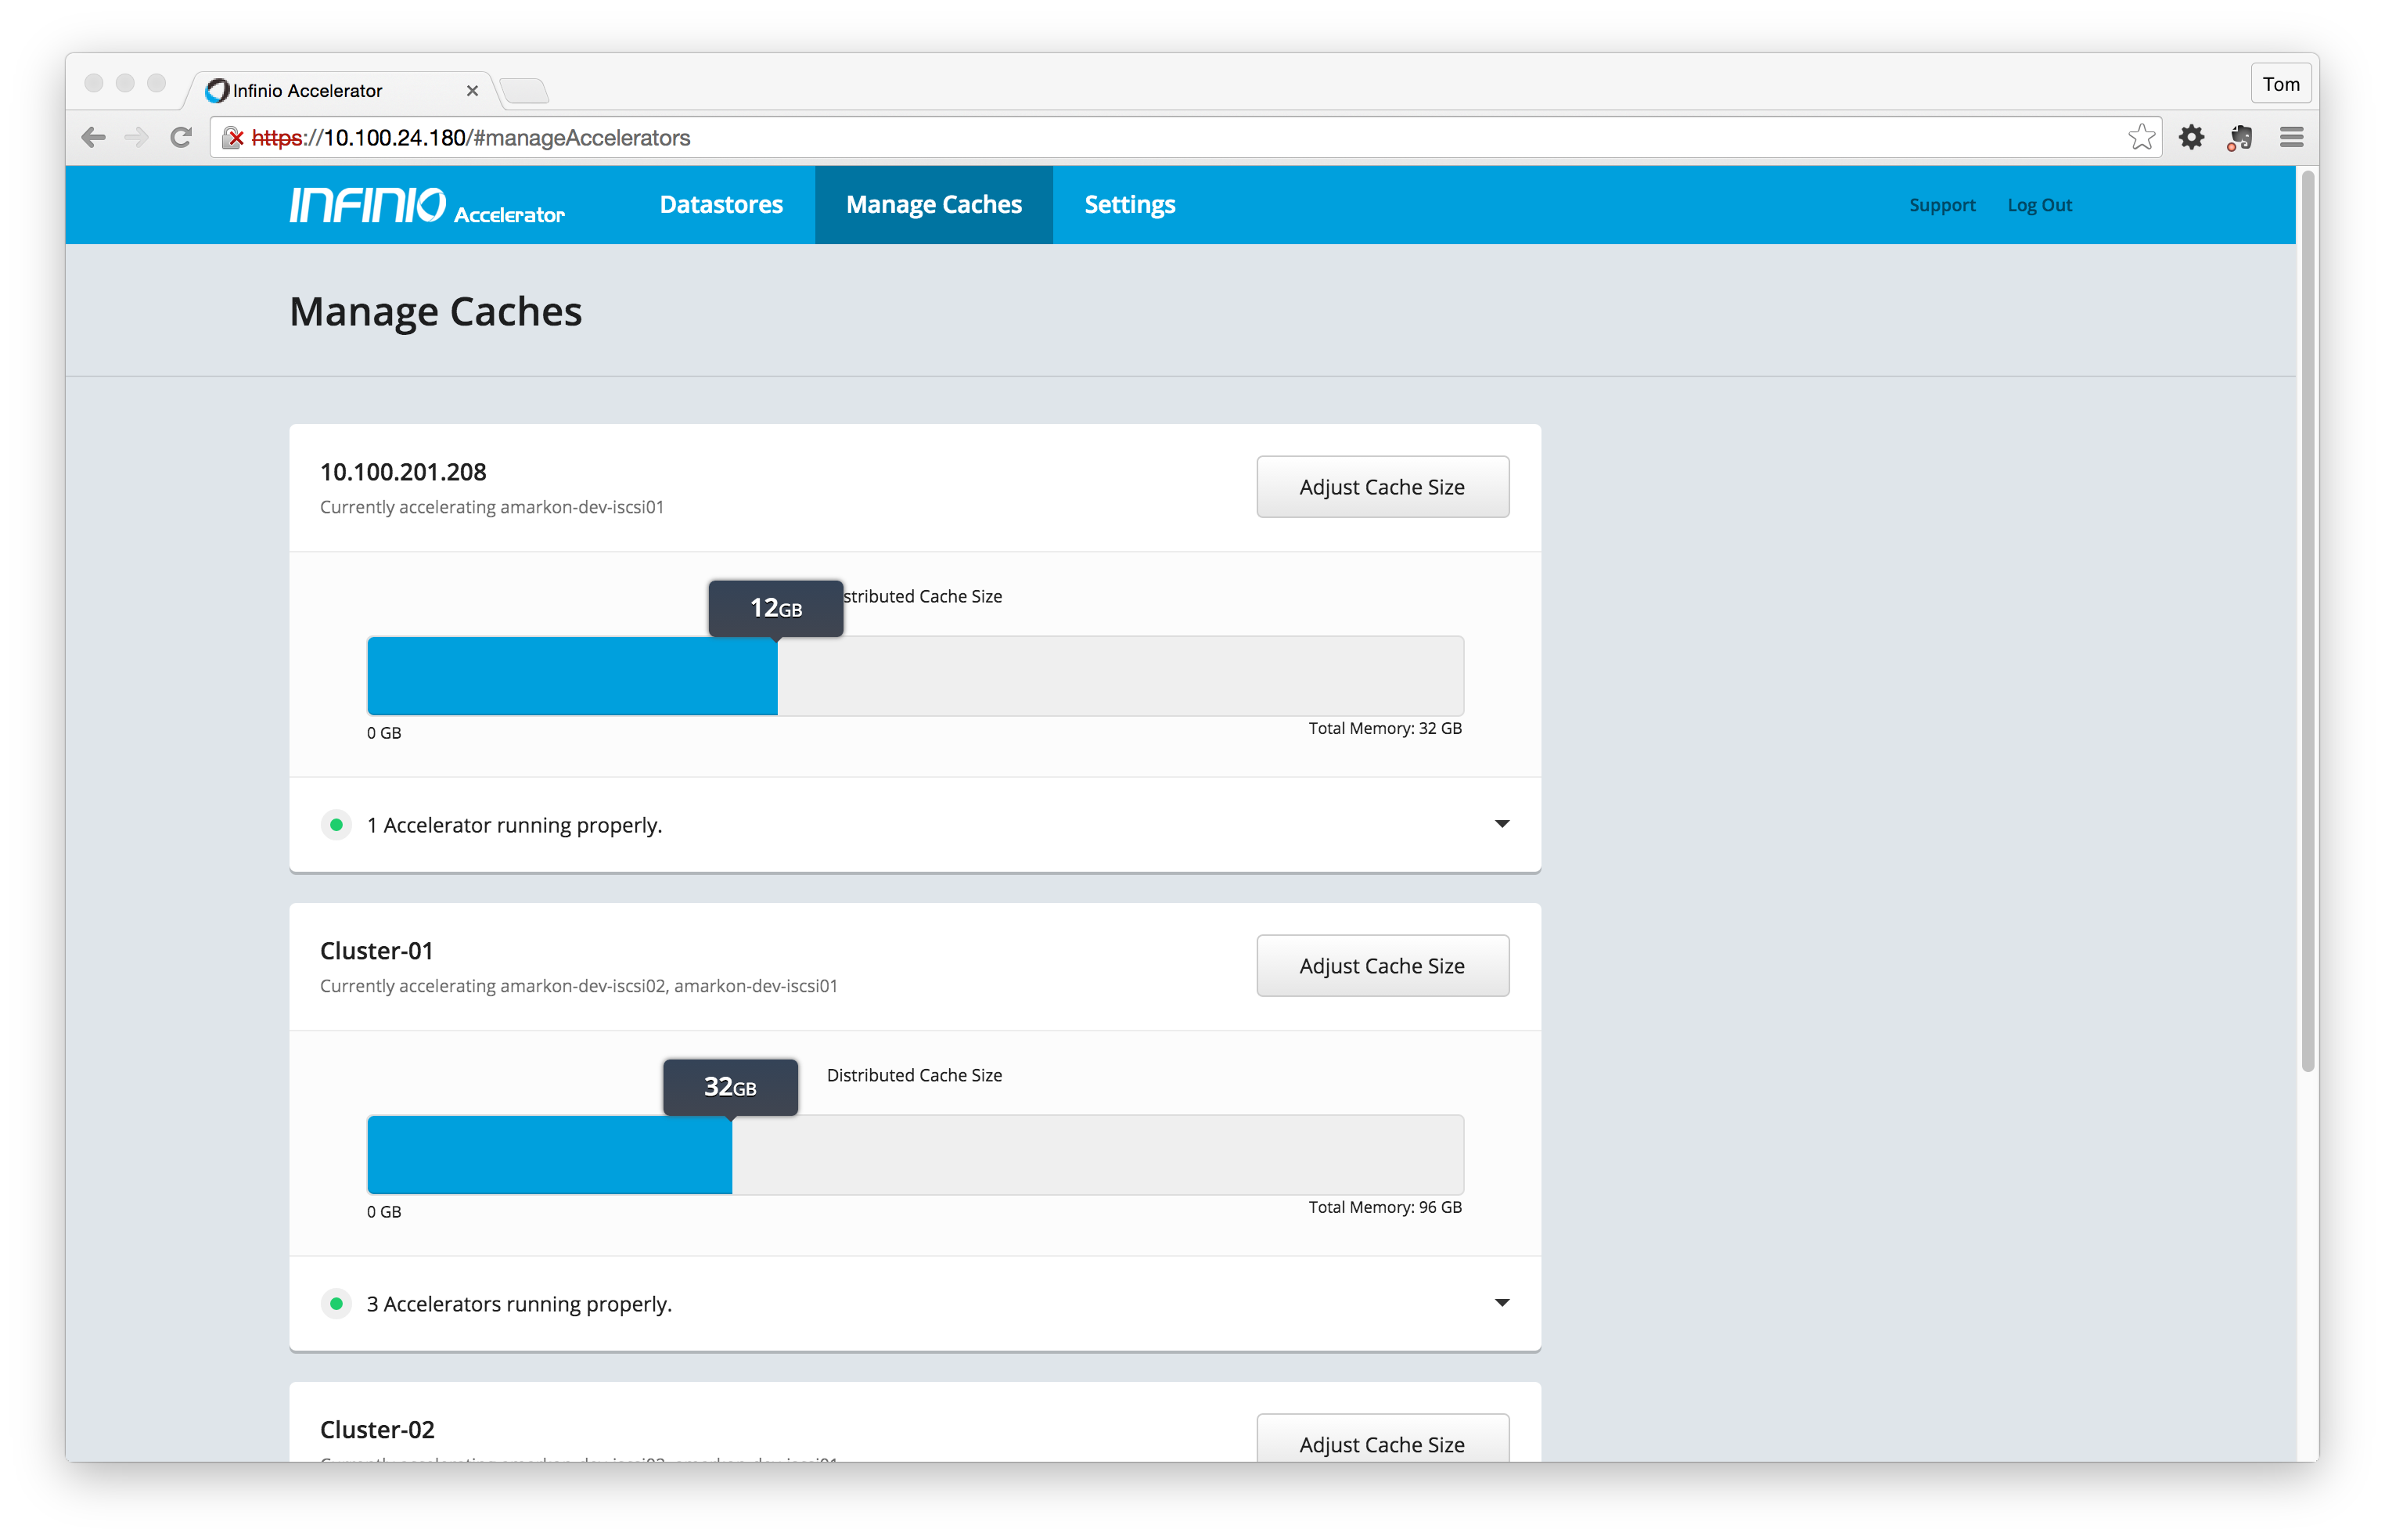 Infinio Accelerator
Tom
https://10.100.24.180/#manageAccelerators
INFINIO Accelerator
Datastores
Manage Caches
Settings
Support
Log Out
Manage Caches
10.100.201.208
Currently accelerating amarkon-dev-iscsi01
Adjust Cache Size
12GB
stributed Cache Size
0 GB
Total Memory: 32 GB
1 Accelerator running properly.
Cluster-01
Currently accelerating amarkon-dev-iscsi02, amarkon-dev-iscsi01
Adjust Cache Size
32GB
Distributed Cache Size
0 GB
Total Memory: 96 GB
3 Accelerators running properly.
Cluster-02
Adjust Cache Size